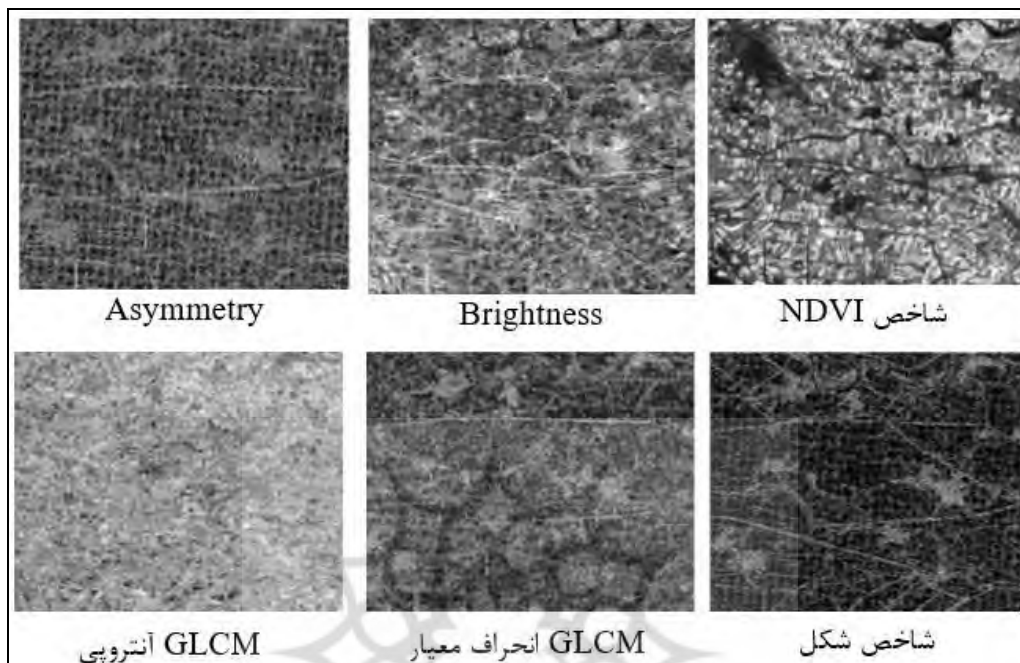 Asymmetry
Brightness
شاخص NDVI
GLCM آنتروپی
GLCM انحراف معیار
شاخص شکل